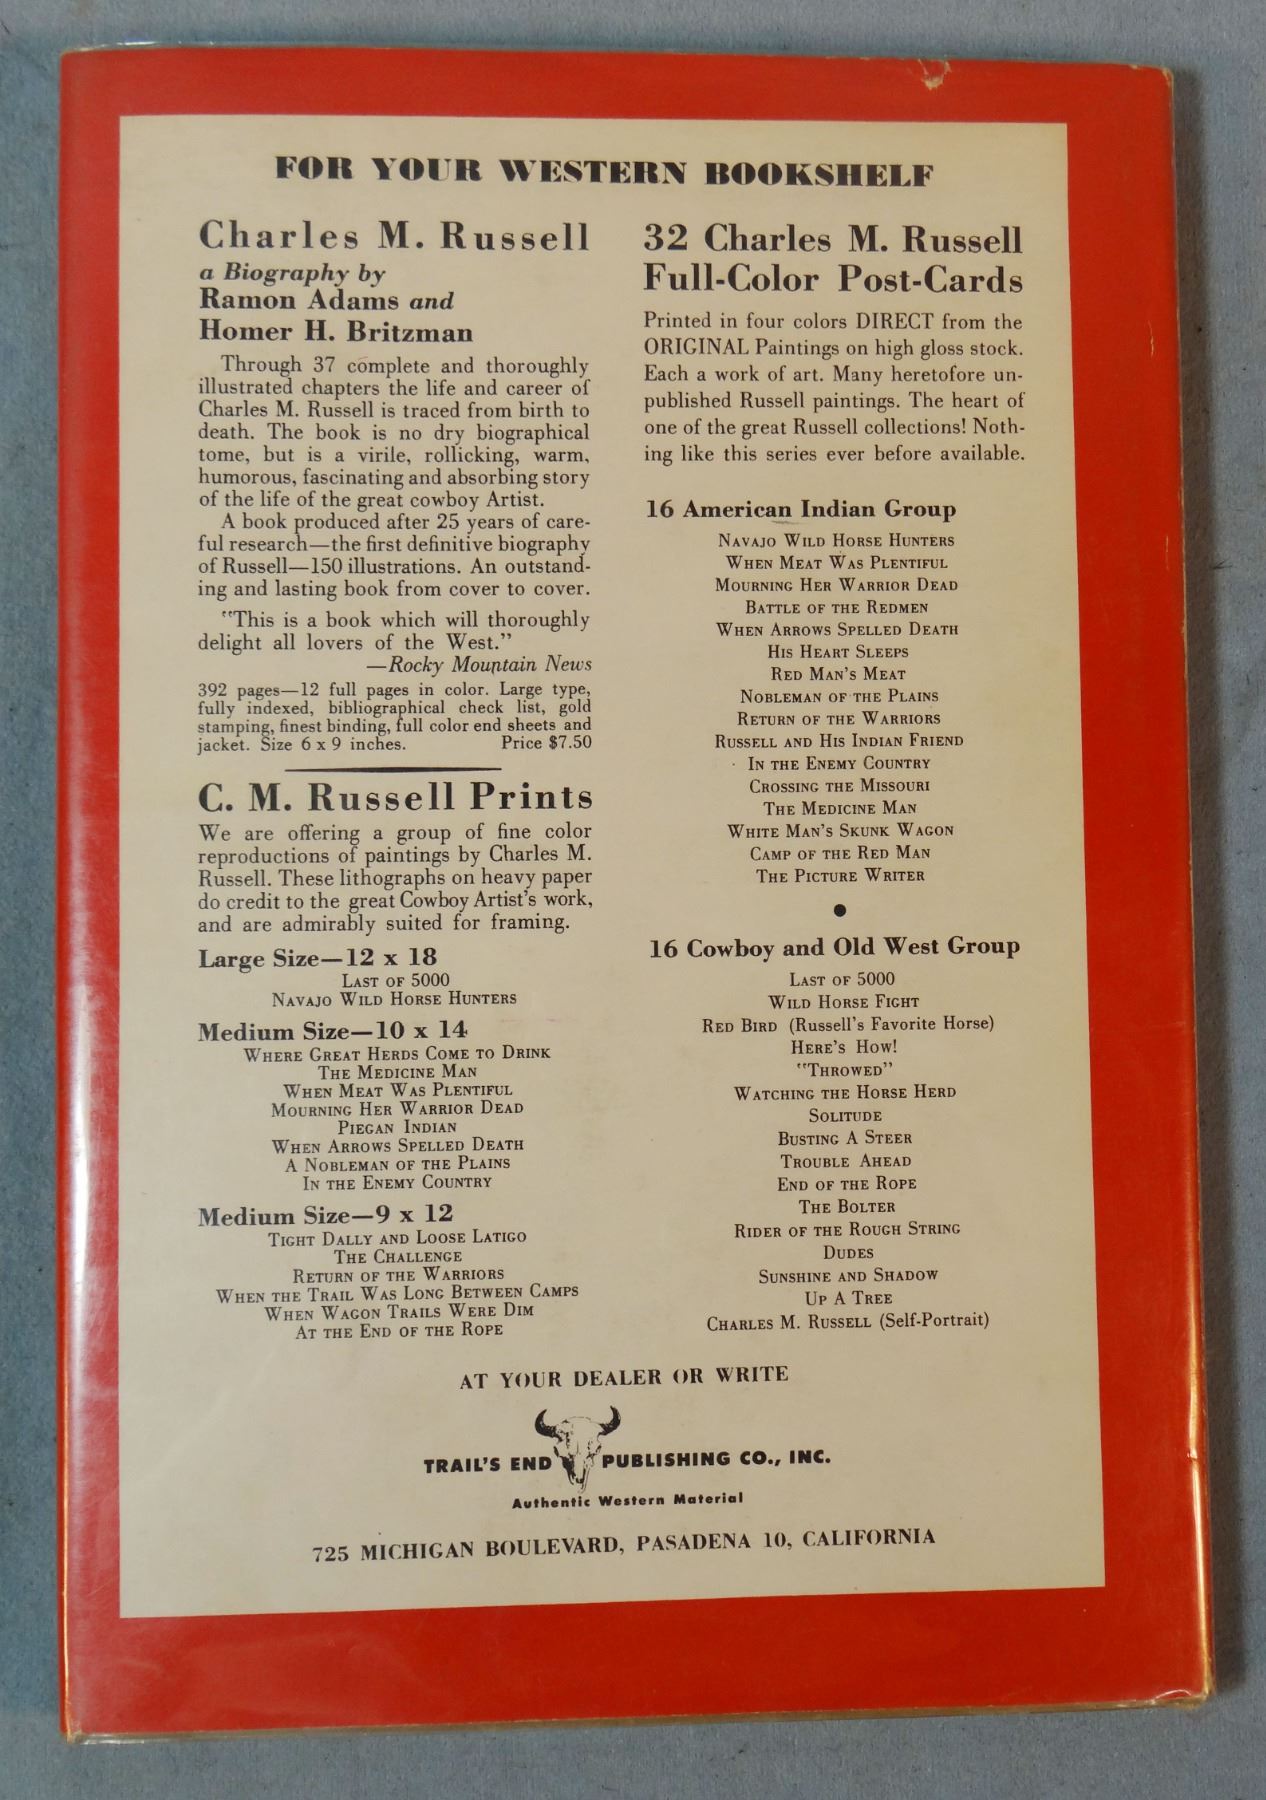 FOR YOUR WESTERN BOOKSHELF
Charles M. Russell
a Biography by
Ramon Adams and
Homer H. Britzman
Through 37 complete and thoroughly
illustrated chapters the life and career of
Charles M. Russell is traced from birth to
death. The book is no dry biographical
tome, but is a virile, rollicking, warm,
humorous, fascinating and absorbing story
of the life of the great cowboy Artist.
A book produced after 25 years of care-
ful research—the first definitive biography
of Russell—150 illustrations. An outstand-
ing and lasting book from cover to cover.
"This is a book which will thoroughly
delight all lovers of the West."
—Rocky Mountain News
392 pages—12 full pages in color. Large type,
fully indexed, bibliographical check list, gold
stamping, finest binding, full color end sheets and
jacket. Size 6 x 9 inches. Price $7.50
C. M. Russell Prints
We are offering a group of fine color
reproductions of paintings by Charles M.
Russell. These lithographs on heavy paper
do credit to the great Cowboy Artist's work,
and are admirably suited for framing.
Large Size—12 x 18
LAST OF 5000
NAVAJO WILD HORSE HUNTERS
Medium Size—10 x 14
WHERE GREAT HERDS COME TO DRINK
THE MEDICINE MAN
WHEN MEAT WAS PLENTIFUL
MOURNING HER WARRIOR DEAD
PIEGAN INDIAN
WHEN ARROWS SPELLED DEATH
A NOBLEMAN OF THE PLAINS
IN THE ENEMY COUNTRY
Medium Size—9 x 12
TIGHT DALLY AND LOOSE LATIGO
THE CHALLENGE
RETURN OF THE WARRIORS
WHEN THE TRAIL WAS LONG BETWEEN CAMPS
WHEN WAGON TRAILS WERE DIM
AT THE END OF THE ROPE
32 Charles M. Russell
Full-Color Post-Cards
Printed in four colors DIRECT from the
ORIGINAL Paintings on high gloss stock.
Each a work of art. Many heretofore un-
published Russell paintings. The heart of
one of the great Russell collections! Noth-
ing like this series ever before available.
16 American Indian Group
NAVAJO WILD HORSE HUNTERS
WHEN MEAT WAS PLENTIFUL
MOURNING HER WARRIOR DEAD
BATTLE OF THE REDMEN
WHEN ARROWS SPELLED DEATH
HIS HEART SLEEPS
RED MAN'S MEAT
NOBLEMAN OF THE PLAINS
RETURN OF THE WARRIORS
RUSSELL AND HIS INDIAN FRIEND
IN THE ENEMY COUNTRY
CROSSING THE MISSOURI
THE MEDICINE MAN
WHITE MAN'S SKUNK WAGON
CAMP OF THE RED MAN
THE PICTURE WRITER
16 Cowboy and Old West Group
LAST OF 5000
WILD HORSE FIGHT
RED BIRD (Russell's Favorite Horse)
HERE'S HOW!
"THROWED"
WATCHING THE HORSE HERD
SOLITUDE
BUSTING A STEER
TROUBLE AHEAD
END OF THE ROPE
THE BOLTER
RIDER OF THE ROUGH STRING
DUDES
SUNSHINE AND SHADOW
UP A TREE
CHARLES M. RUSSELL (Self-Portrait)
AT YOUR DEALER OR WRITE
TRAIL'S END PUBLISHING CO., INC.
Authentic Western Material
725 MICHIGAN BOULEVARD, PASADENA 10, CALIFORNIA